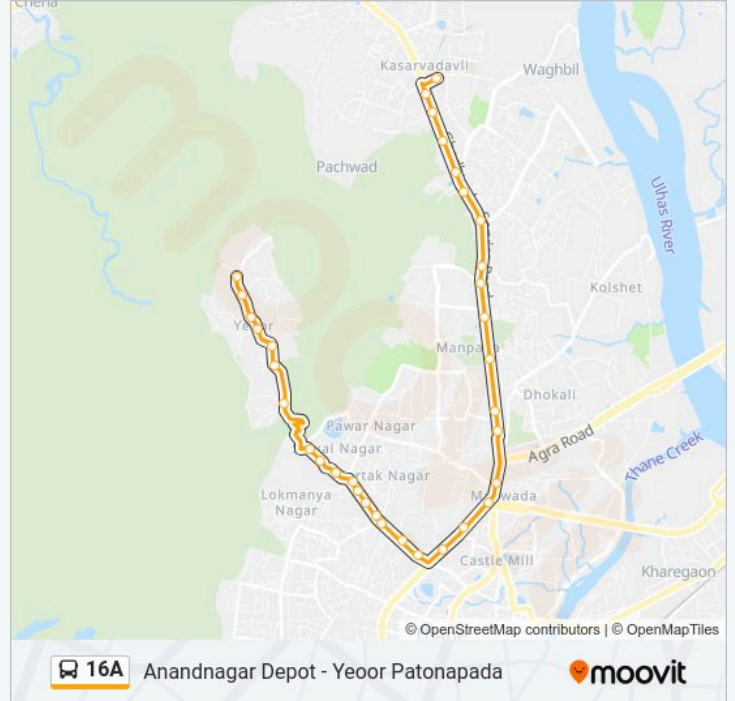 Chena
Kasarvadavli
Waghbil
Pachwad
Ulhas River
Kolshet
Manpada
Dhokali
Pawar Nagar
Agra Road
Thane Creek
Lokmanya
Nagar
Castle Mill
Kharegaon
© OpenStreetMap contributors | © OpenMapTiles
16A
Anandnagar Depot - Yeoor Patonapada
moovit